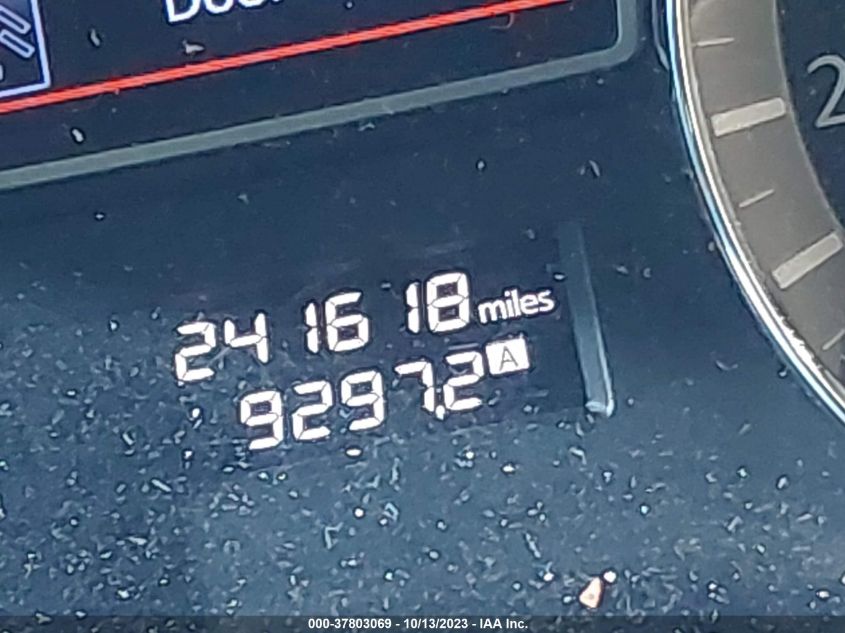 241618 miles
9297.2 A
2
000-37803069 - 10/13/2023 - IAA Inc.